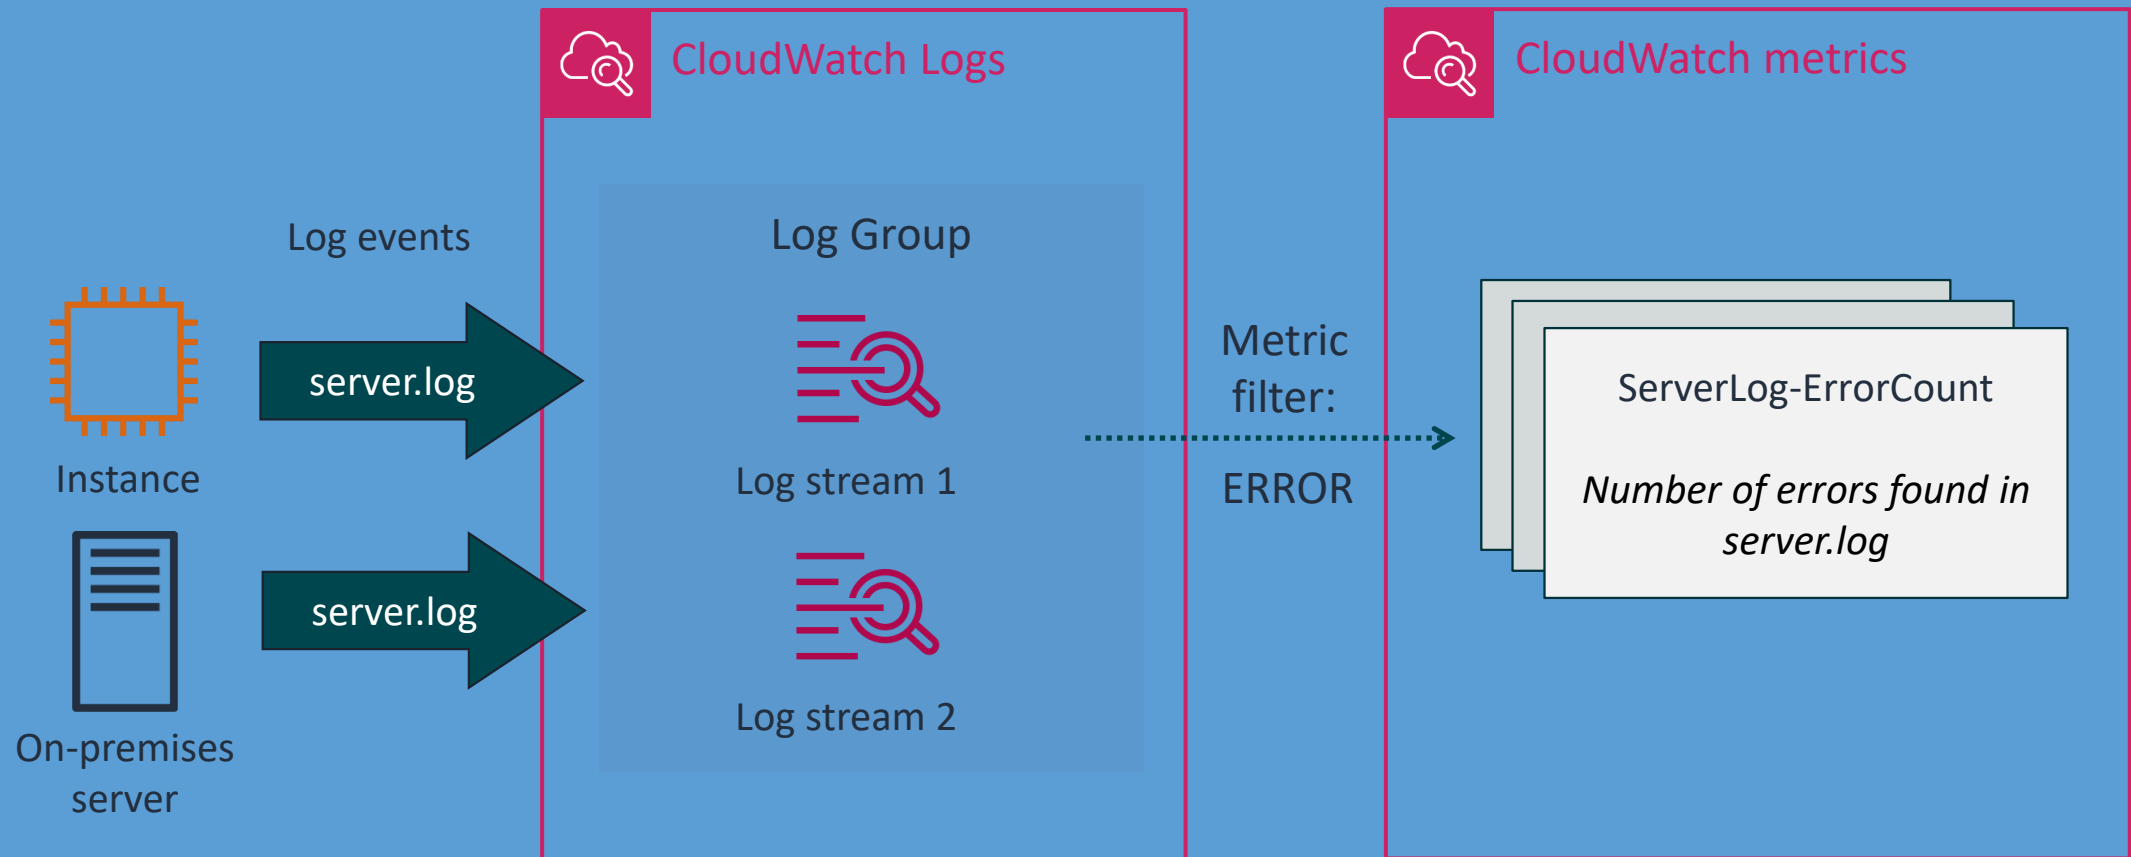 CloudWatch Logs
CloudWatch metrics
Log events
Log Group
server.log
Instance
Log stream 1
server.log
On-premises
server
Log stream 2
Metric
filter:
ERROR
ServerLog-ErrorCount
Number of errors found in
server.log